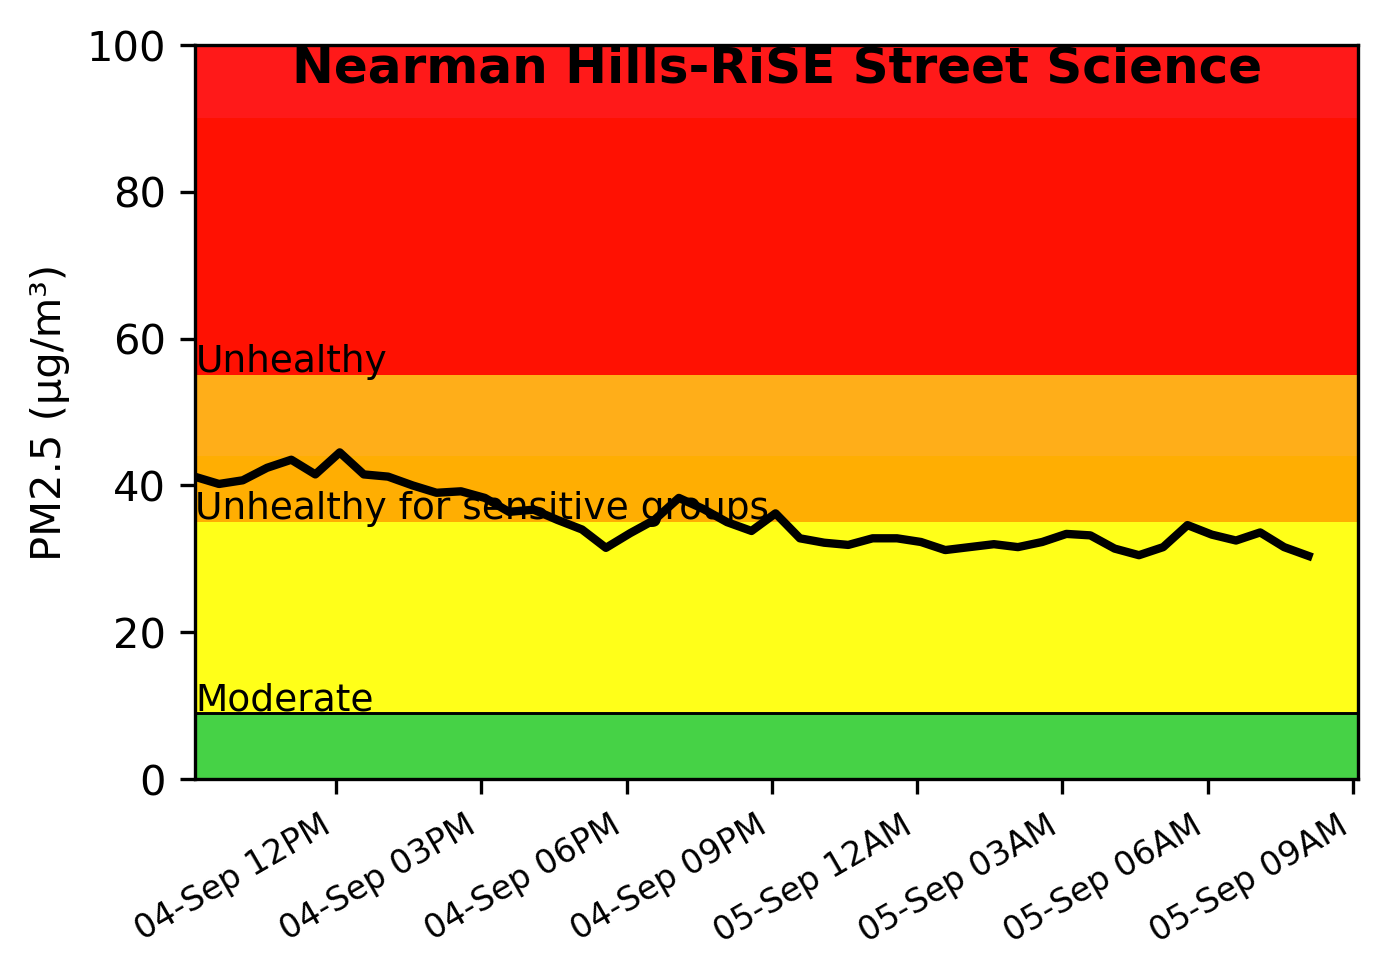 Nearman Hills-RiSE Street Science
100
80
60
40
20
0
PM2.5 (µg/m³)
Unhealthy
Unhealthy for sensitive groups
Moderate
04-Sep 12PM
04-Sep 03PM
04-Sep 06PM
04-Sep 09PM
05-Sep 12AM
05-Sep 03AM
05-Sep 06AM
05-Sep 09AM